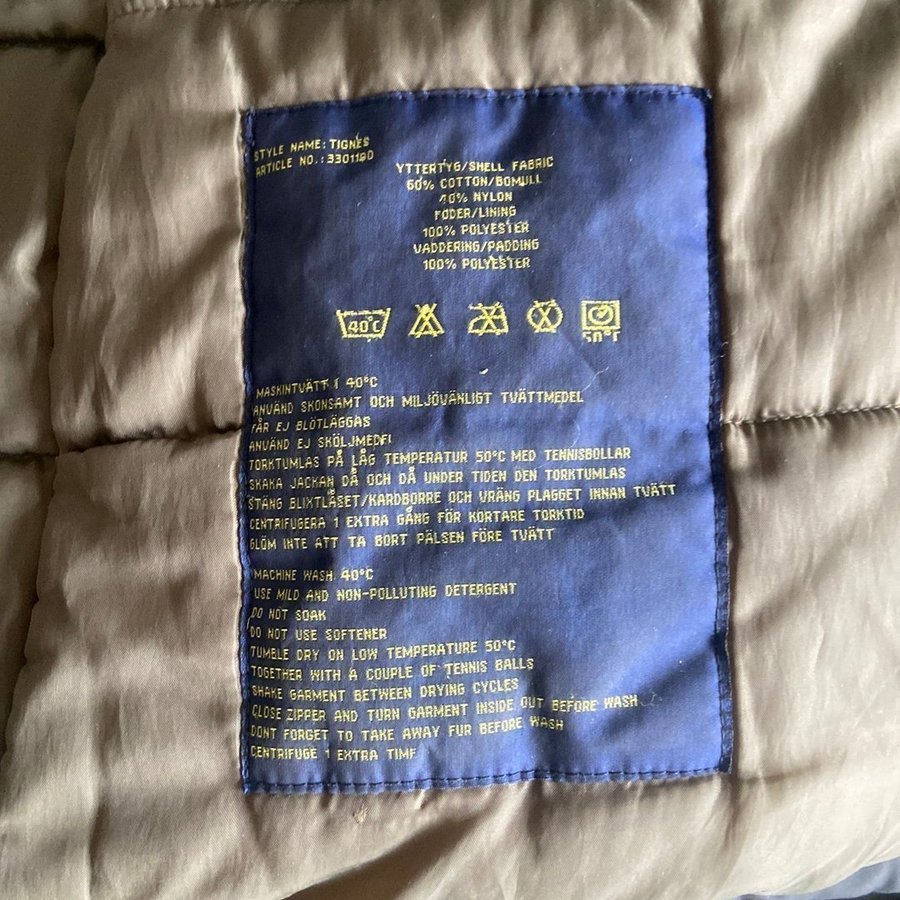 STYLE NAME: TIGNES
ARTICLE NO.: 3301190
YTTERTYG/SHELL FABRIC
60% COTTON/BOMULL
40% NYLON
FODER/LINING
100% POLYESTER
VADDERING/PADDING
100% POLYESTER
40°C
50°C
MASKINTVÄTT I 40°C
ANVÄND SKONSAMT OCH MILJÖVÄNLIGT TVÄTTMEDEL
FÅR EJ BLÖTLÄGGAS
ANVÄND EJ SKÖLJMEDEL
TORKTUMLAS PÅ LÅG TEMPERATUR 50°C MED TENNISBOLLAR
SKAKA JACKAN DÅ OCH DÅ UNDER TIDEN DEN TORKTUMLAS
STÄNG BLIXTLÅSET/KARDBORRE OCH VRÄNG PLAGGET INNAN TVÄTT
CENTRIFUGERA 1 EXTRA GÅNG FÖR KORTARE TORKTID
GLÖM INTE ATT TA BORT PÄLSEN FÖRE TVÄTT
MACHINE WASH 40°C
USE MILD AND NON-POLLUTING DETERGENT
DO NOT SOAK
DO NOT USE SOFTENER
TUMBLE DRY ON LOW TEMPERATURE 50°C
TOGETHER WITH A COUPLE OF TENNIS BALLS
SHAKE GARMENT BETWEEN DRYING CYCLES
CLOSE ZIPPER AND TURN GARMENT INSIDE OUT BEFORE WASH
DONT FORGET TO TAKE AWAY FUR BEFORE WASH
CENTRIFUGE 1 EXTRA TIME